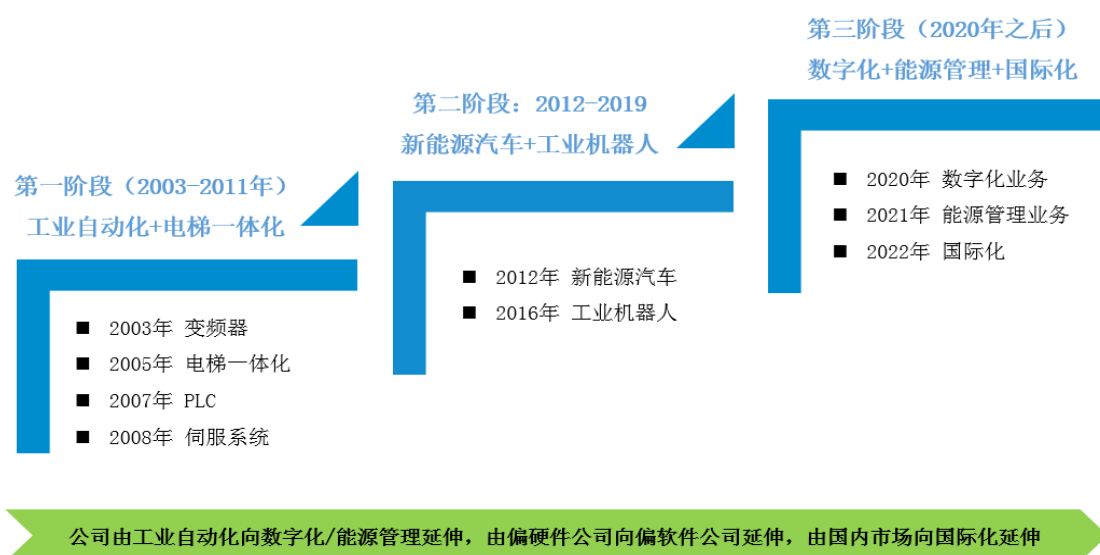 第一阶段（2003-2011年）
工业自动化+电梯一体化
■ 2003年 变频器
■ 2005年 电梯一体化
■ 2007年 PLC
■ 2008年 伺服系统
第二阶段：2012-2019
新能源汽车+工业机器人
■ 2012年 新能源汽车
■ 2016年 工业机器人
第三阶段（2020年之后）
数字化+能源管理+国际化
■ 2020年 数字化业务
■ 2021年 能源管理业务
■ 2022年 国际化
公司由工业自动化向数字化/能源管理延伸，由偏硬件公司向偏软件公司延伸，由国内市场向国际化延伸